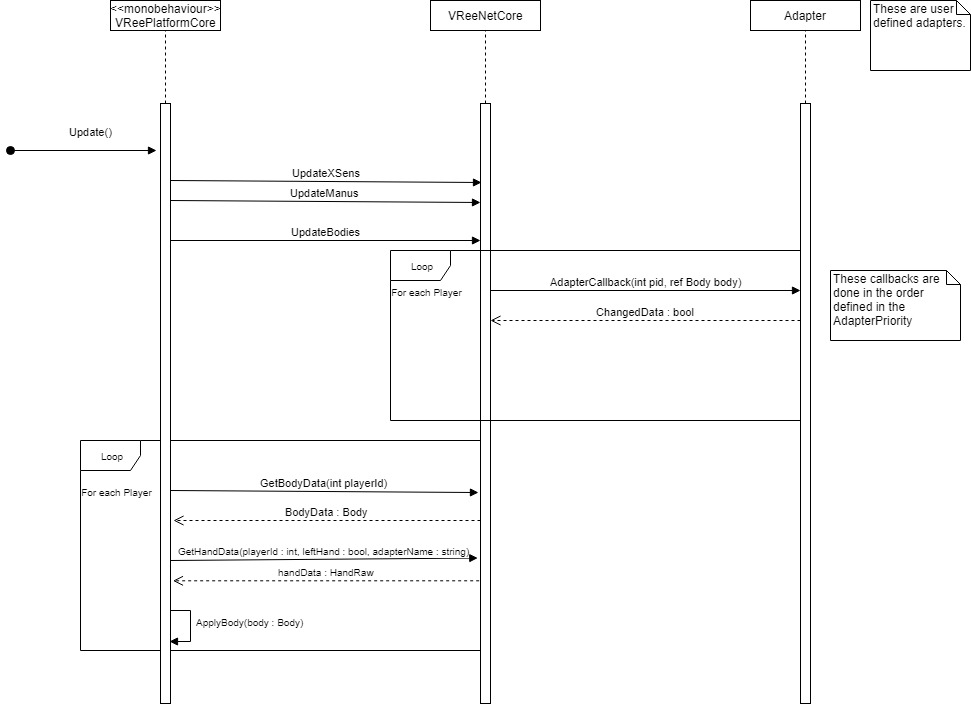 <<monobehaviour>>
VReePlatformCore
VReeNetCore
Adapter
These are user
defined adapters.
Update()
UpdateXSens
UpdateManus
UpdateBodies
Loop
For each Player
AdapterCallback(int pid, ref Body body)
ChangedData : bool
These callbacks are
done in the order
defined in the
AdapterPriority
Loop
For each Player
GetBodyData(int playerId)
BodyData : Body
GetHandData(playerId : int, leftHand : bool, adapterName : string)
handData : HandRaw
ApplyBody(body : Body)